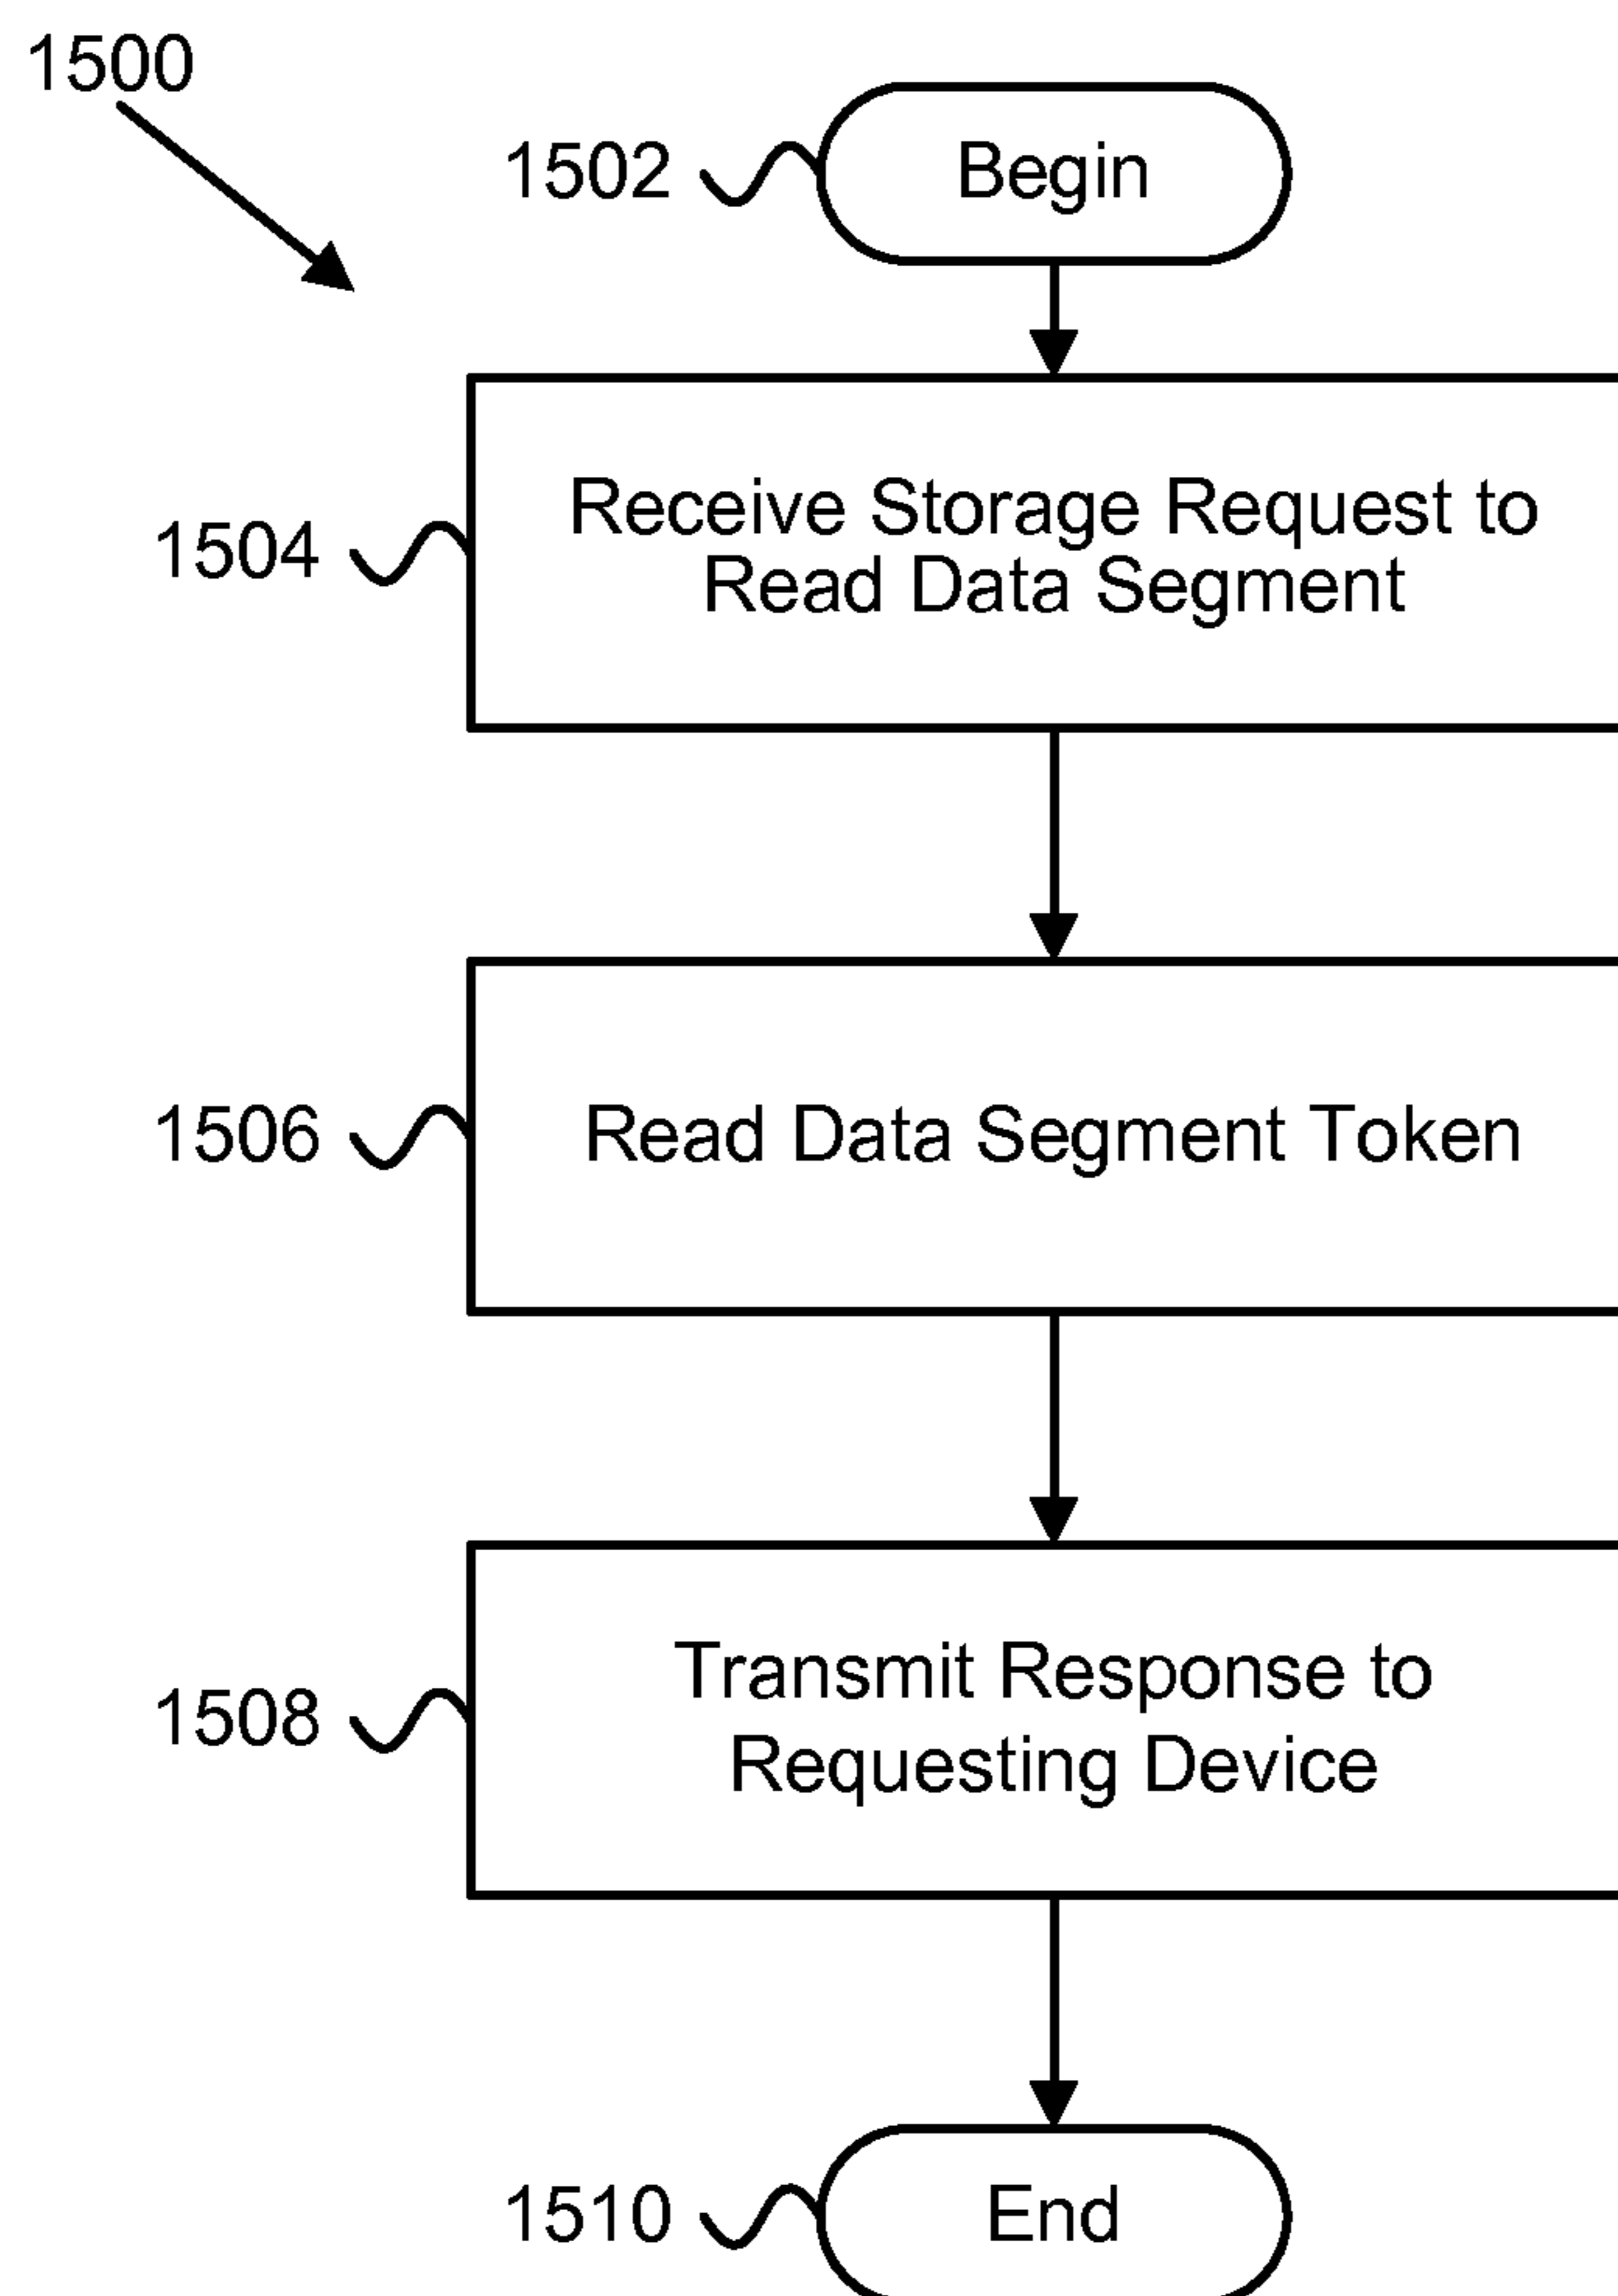 1500
1502
Begin
1504
Receive Storage Request to
Read Data Segment
1506
Read Data Segment Token
1508
Transmit Response to
Requesting Device
1510
End